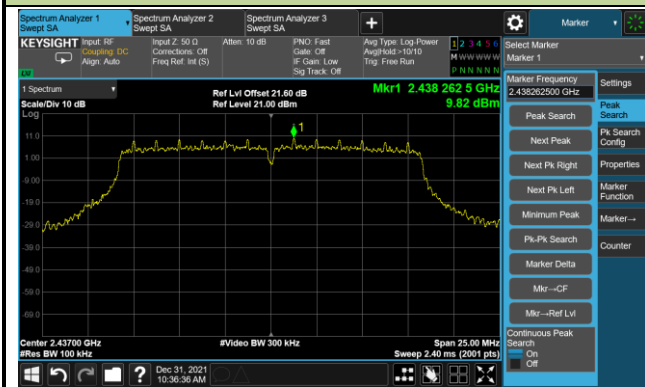 Spectrum Analyzer 1
Swept SA
Spectrum Analyzer 2
Swept SA
Spectrum Analyzer 3
Swept SA
+
Marker
KEYSIGHT
Input: RF
Coupling: DC
Align: Auto
Input Z: 50 Ω
Corrections: Off
Freq Ref: Int (S)
Atten: 10 dB
PNO: Fast
Gate: Off
IF Gain: Low
Sig Track: Off
Avg Type: Log-Power
Avg|Hold:>10/10
Trig: Free Run
1 2 3 4 5 6
M W W W W W
P N N N N N
Select Marker
Marker 1
1 Spectrum
Scale/Div 10 dB
Log
Ref Lvl Offset 21.60 dB
Ref Level 21.00 dBm
Mkr1 2.438 262 5 GHz
9.82 dBm
1
11.0
1.00
-9.00
-19.0
-29.0
-39.0
-49.0
-59.0
-69.0
Center 2.43700 GHz
#Res BW 100 kHz
#Video BW 300 kHz
Span 25.00 MHz
Sweep 2.40 ms (2001 pts)
Marker Frequency
2.438262500 GHz
Peak Search
Next Peak
Next Pk Right
Next Pk Left
Minimum Peak
Pk-Pk Search
Marker Delta
Mkr→CF
Mkr→Ref Lvl
Continuous Peak
Search
On
Off
Settings
Peak
Search
Pk Search
Config
Properties
Marker
Function
Marker→
Counter
?
Dec 31, 2021
10:36:36 AM